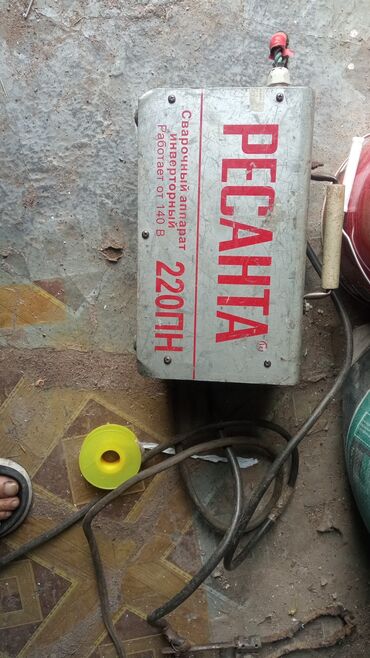 РЕСАНТА
Сварочный аппарат
инверторный
Работает от 140 В
220ПН